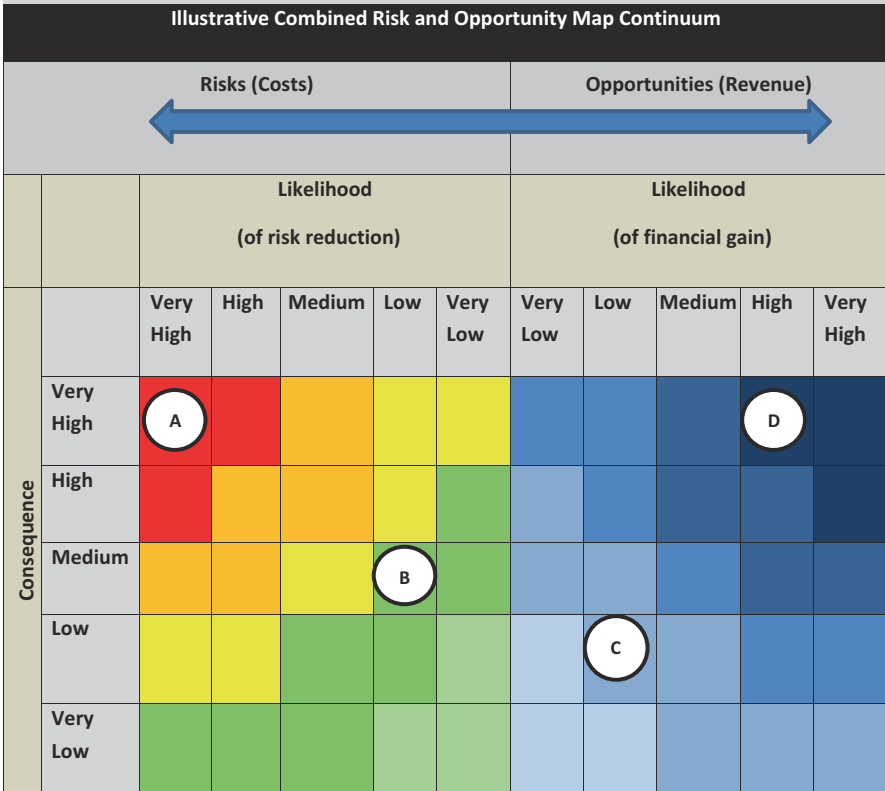 Illustrative Combined Risk and Opportunity Map Continuum
Risks (Costs)
Opportunities (Revenue)
Likelihood
(of risk reduction)
Likelihood
(of financial gain)
Very
High
High
Medium
Low
Very
Low
Very
Low
Low
Medium
High
Very
High
Consequence
Very
High
A
D
High
Medium
B
Low
C
Very
Low